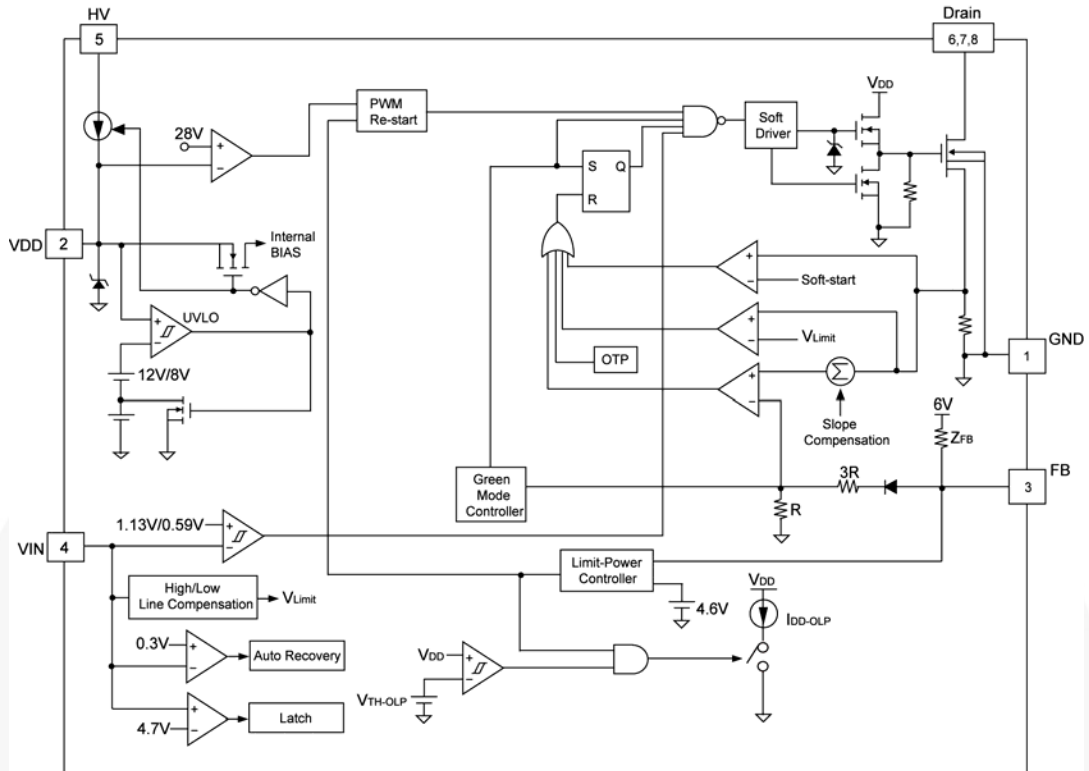 HV
5
Drain
6,7,8
PWM
Re-start
VDD
Soft
Driver
28V
+
−
S Q
R
VDD 2
Internal
BIAS
+
−
UVLO
12V/8V
+
−
Soft-start
+
−
VLimit
OTP
+
−
Σ
Slope
Compensation
GND
1
6V
ZFB
FB
3
3R
R
Green
Mode
Controller
VIN 4
1.13V/0.59V
+
−
High/Low
Line Compensation
VLimit
Limit-Power
Controller
4.6V
VDD
IDD-OLP
0.3V
+
−
Auto Recovery
VDD
+
−
VTH-OLP
4.7V
+
−
Latch